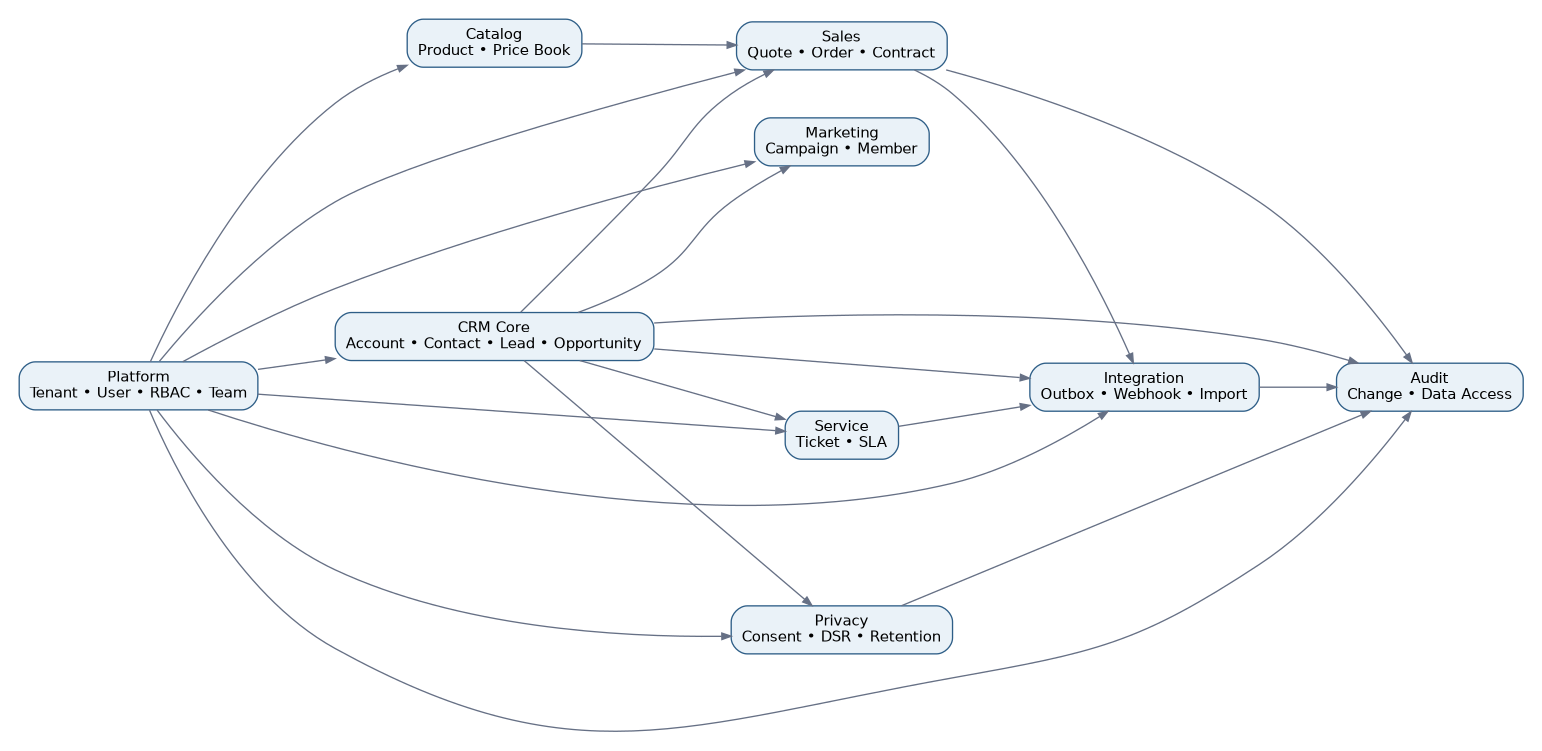 Catalog
Product • Price Book
Sales
Quote • Order • Contract
Marketing
Campaign • Member
CRM Core
Account • Contact • Lead • Opportunity
Platform
Tenant • User • RBAC • Team
Integration
Outbox • Webhook • Import
Audit
Change • Data Access
Service
Ticket • SLA
Privacy
Consent • DSR • Retention